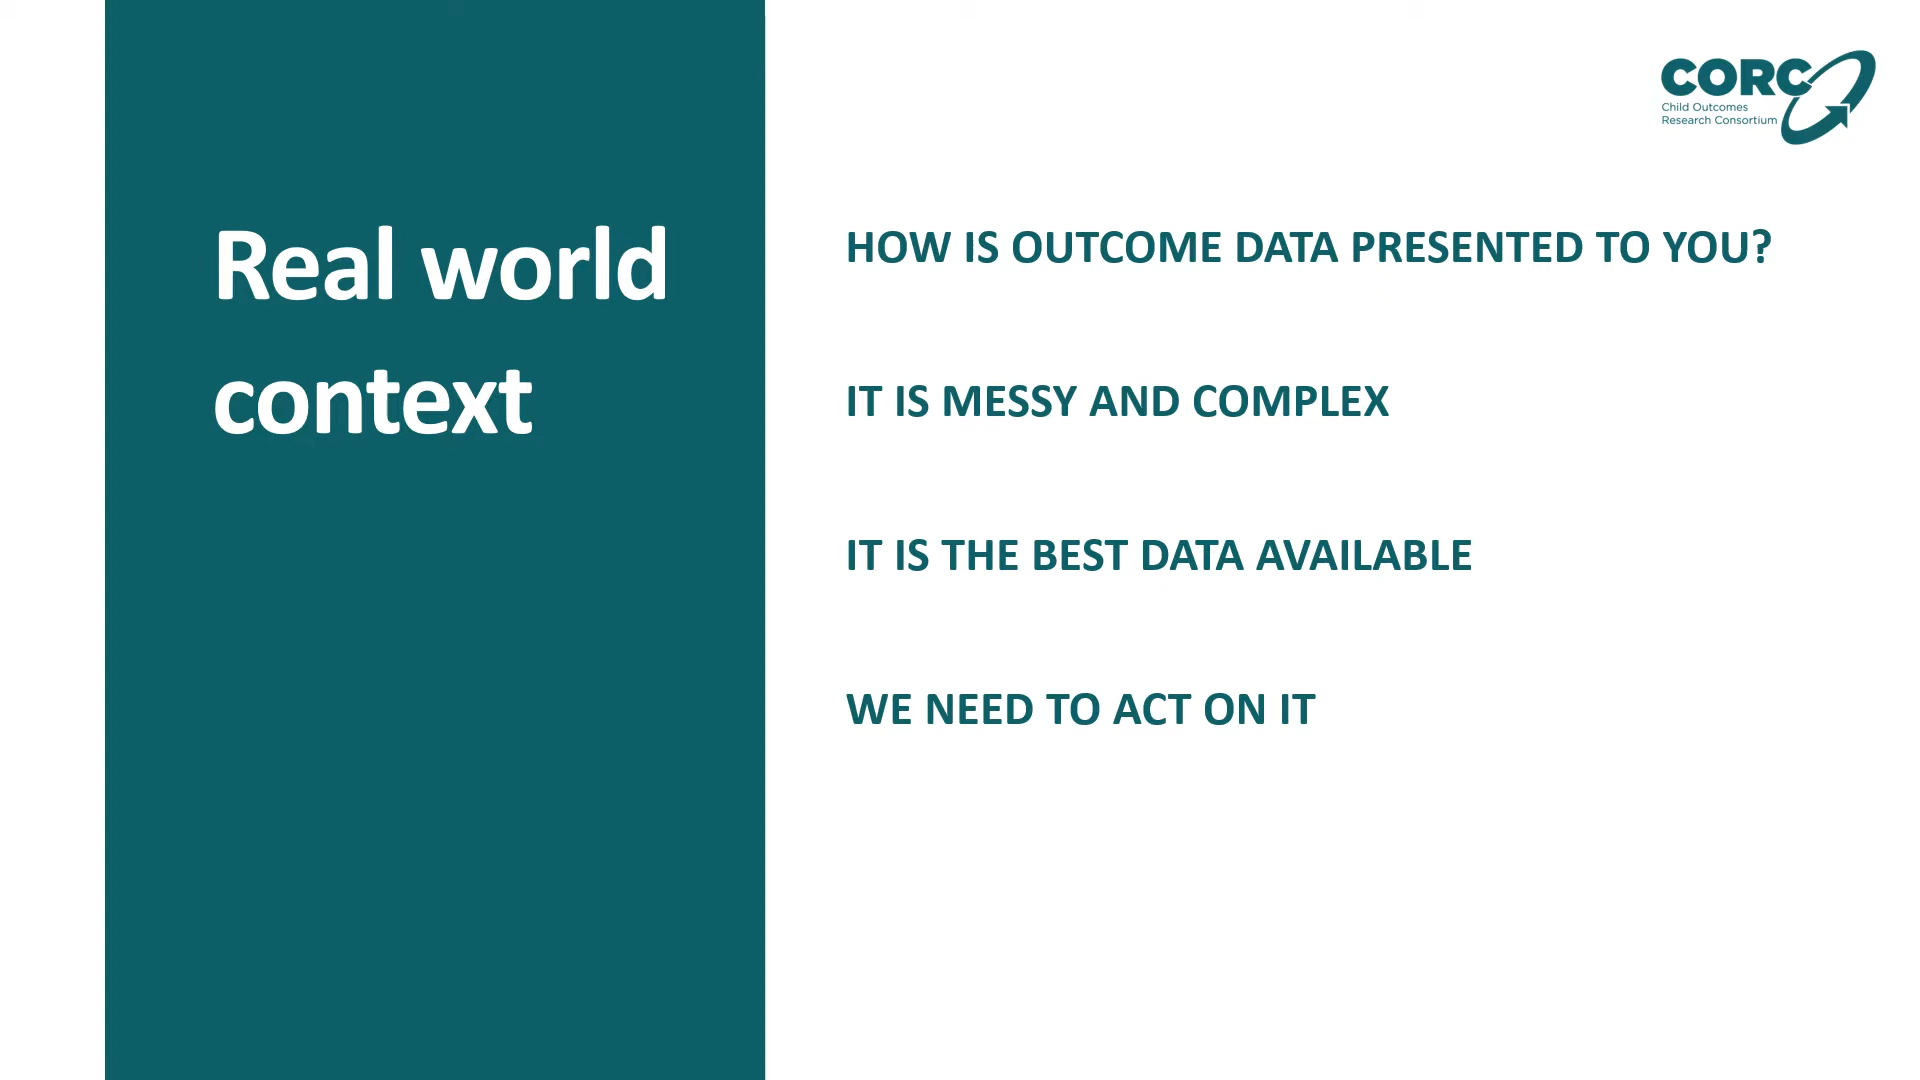 CORC
Child Outcomes
Research Consortium
Real world
context
HOW IS OUTCOME DATA PRESENTED TO YOU?
IT IS MESSY AND COMPLEX
IT IS THE BEST DATA AVAILABLE
WE NEED TO ACT ON IT